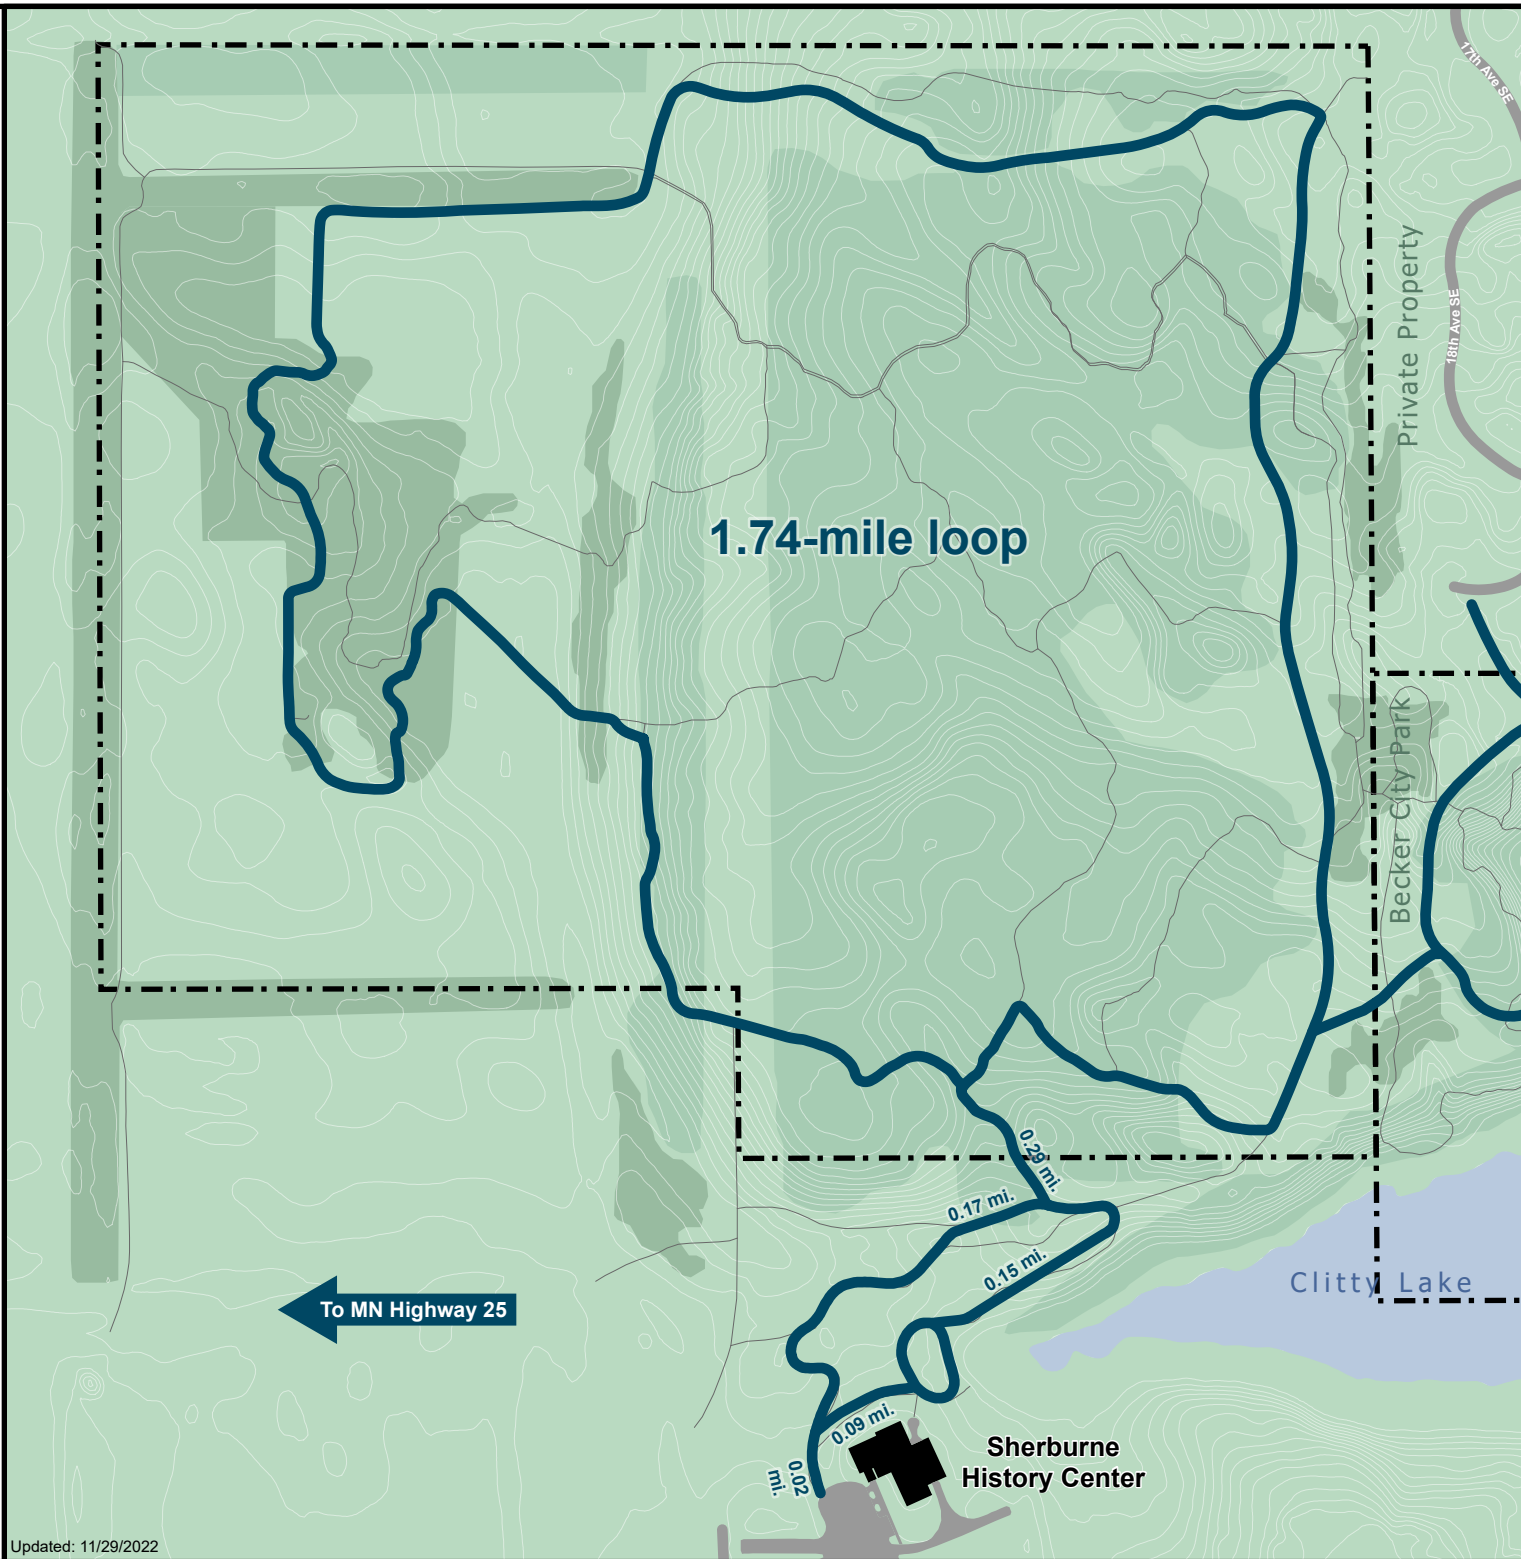 17th Ave SE
Private Property
18th Ave SE
1.74-mile loop
Becker City Park
0.29 mi.
0.17 mi.
0.15 mi.
Clitty Lake
To MN Highway 25
0.09 mi.
Sherburne
History Center
0.02
mi.
Updated: 11/29/2022